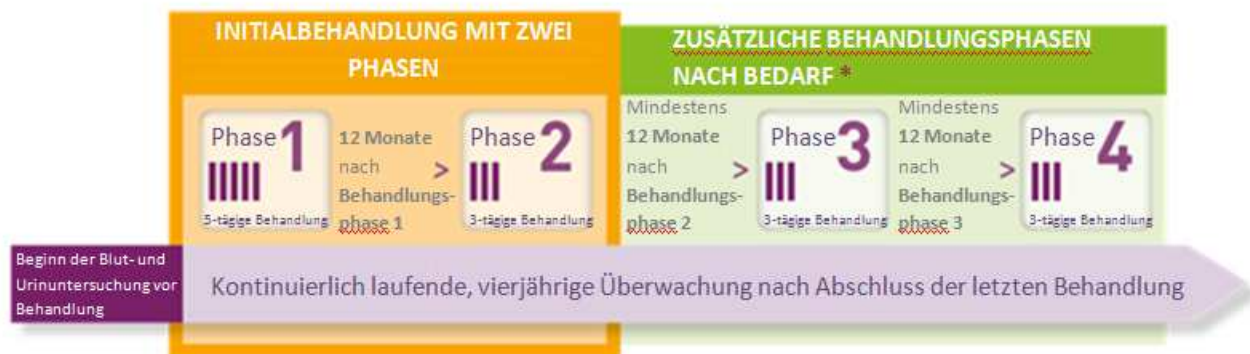 INITIALBEHANDLUNG MIT ZWEI
PHASEN
ZUSÄTZLICHE BEHANDLUNGSPHASEN
NACH BEDARF *
Phase 1
5-tägige Behandlung
12 Monate
nach
Behandlungs-
phase 1
>
Phase 2
3-tägige Behandlung
Mindestens
12 Monate
nach
Behandlungs-
phase 2
>
Phase 3
3-tägige Behandlung
Mindestens
12 Monate
nach
Behandlungs-
phase 3
>
Phase 4
3-tägige Behandlung
Beginn der Blut- und
Urinuntersuchung vor
Behandlung
Kontinuierlich laufende, vierjährige Überwachung nach Abschluss der letzten Behandlung